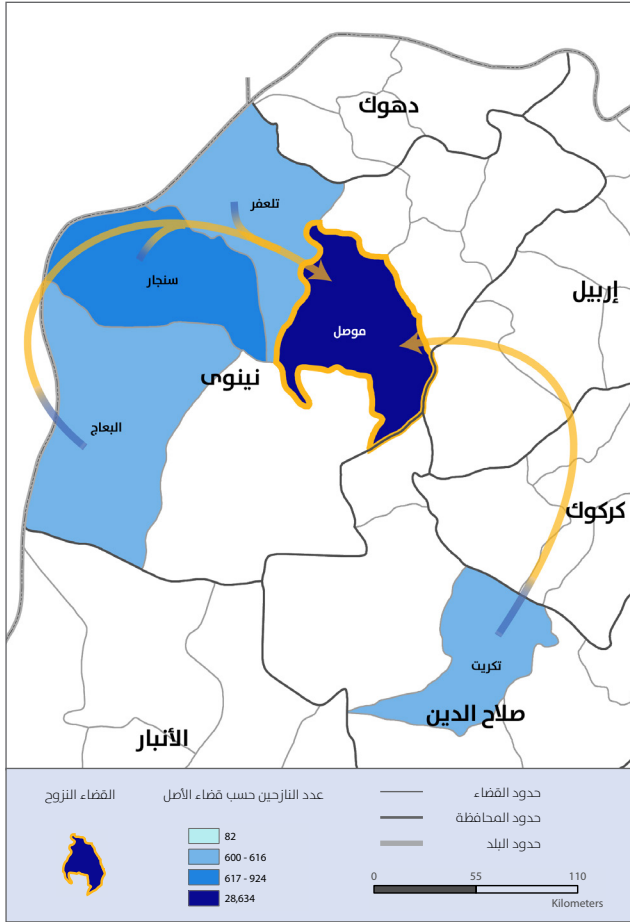 دهوك
تلعفر
سنجار
إربيل
موصل
نينوى
البعاج
كركوك
تكريت
صلاح الدين
الأنبار
القضاء النزوح
عدد النازحين حسب قضاء الأصل
82
600 - 616
617 - 924
28,634
حدود القضاء
حدود المحافظة
حدود البلد
0 55 110
Kilometers